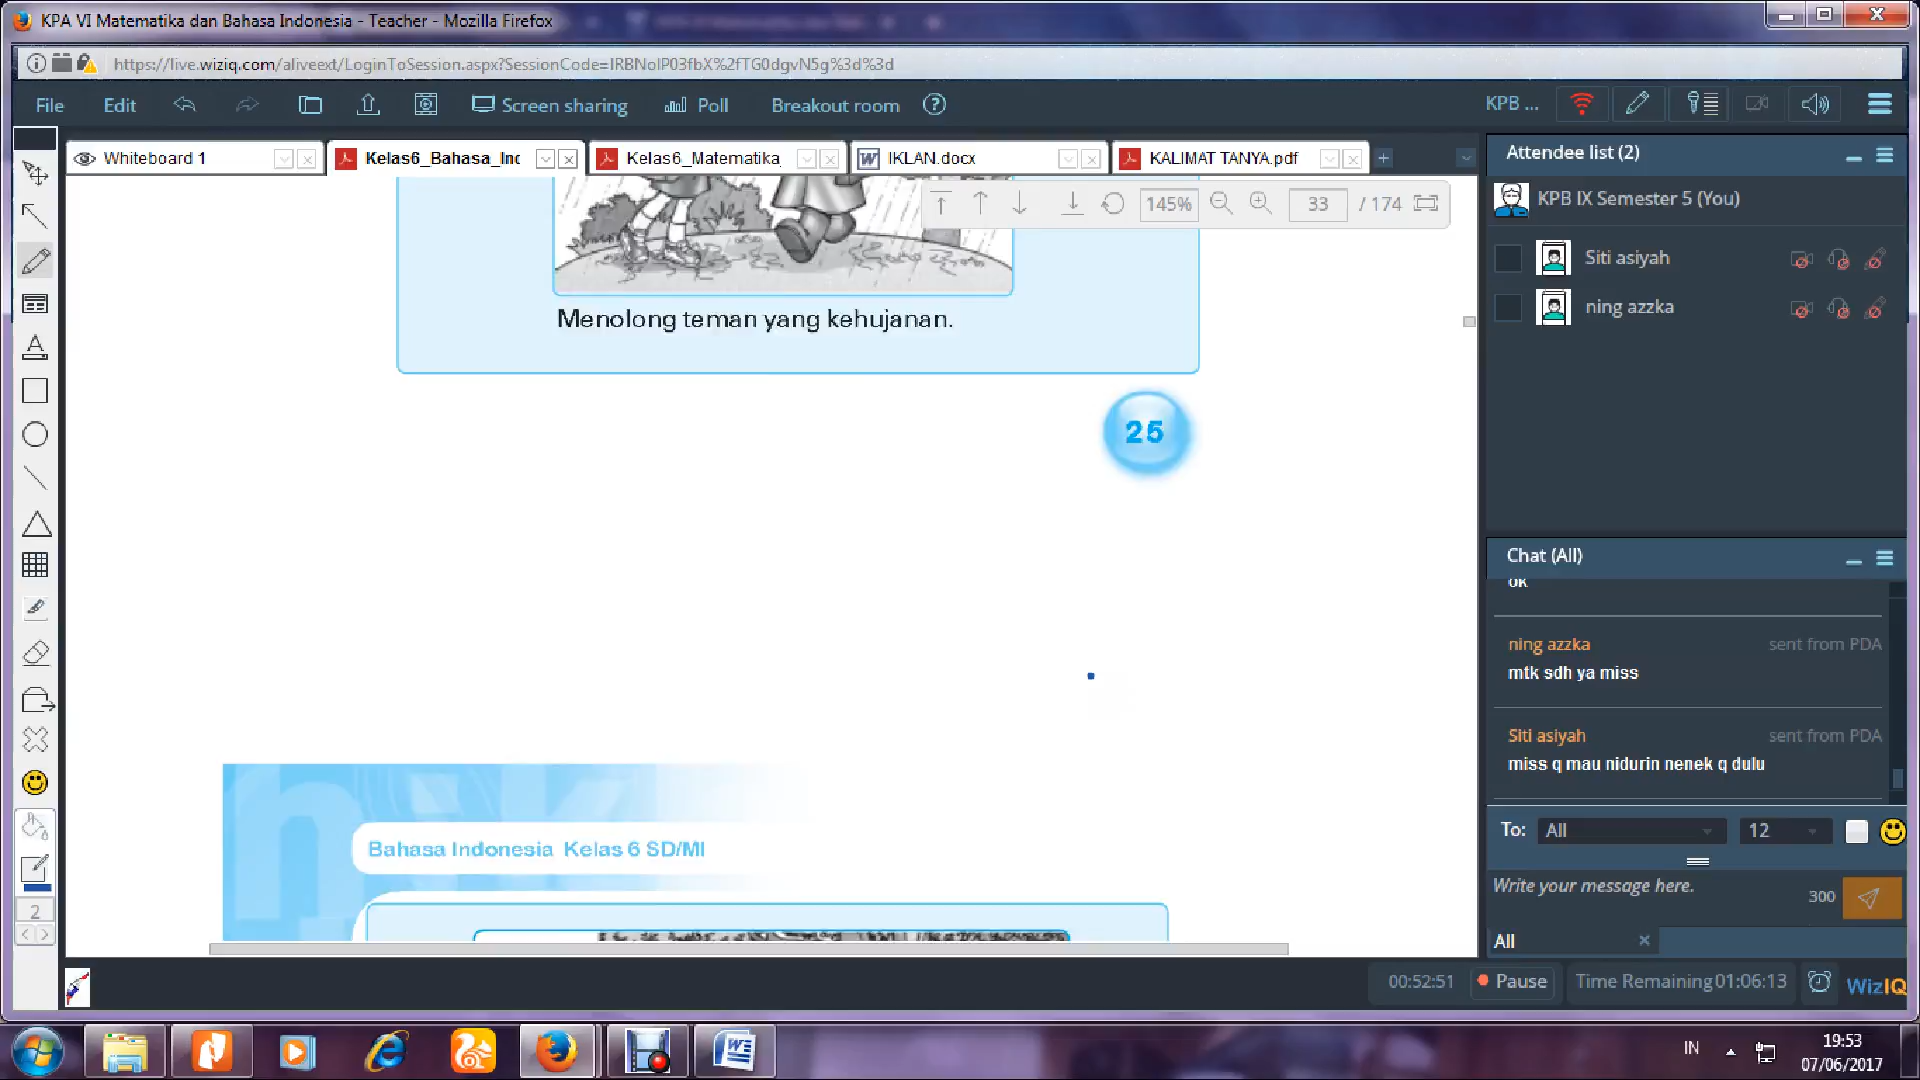 KPA VI Matematika dan Bahasa Indonesia - Teacher - Mozilla Firefox
https://live.wiziq.com/aliveext/LoginToSession.aspx?SessionCode=IRBNolP03fbX%2fTG0dgvN5g%3d%3d
File Edit Screen sharing Poll Breakout room KPB ...
Whiteboard 1 Kelas6_Bahasa_Inc Kelas6_Matematika_ IKLAN.docx KALIMAT TANYA.pdf
145% 33 / 174
Menolong teman yang kehujanan.
25
Bahasa Indonesia Kelas 6 SD/MI
2
Attendee list (2)
KPB IX Semester 5 (You)
Siti asiyah
ning azzka
Chat (All)
ok
ning azzka sent from PDA
mtk sdh ya miss
Siti asiyah sent from PDA
miss q mau nidurin nenek q dulu
To: All 12
Write your message here. 300
All
00:52:51 Pause Time Remaining 01:06:13 WizIQ
IN 19:53
07/06/2017